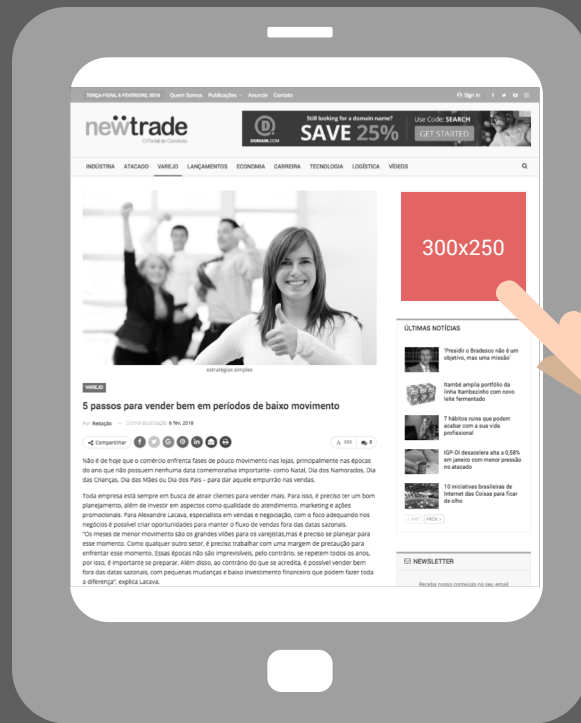 TERÇA-FEIRA, 6 FEVEREIRO, 2018 Quem Somos Publicações Anuncie Contato Sign in
newtrade
O Portal do Comércio
DOMAIN.COM
Still looking for a domain name?
SAVE 25%
Use Code: SEARCH
GET STARTED
INDÚSTRIA ATACADO VAREJO LANÇAMENTOS ECONOMIA CARREIRA TECNOLOGIA LOGÍSTICA VÍDEOS
estratégias simples
VAREJO
5 passos para vender bem em períodos de baixo movimento
Por Redação — Última atualização 6 fev, 2018
Compartilhar
0
Não é de hoje que o comércio enfrenta fases de pouco movimento nas lojas, principalmente nas épocas
do ano que não possuem nenhuma data comemorativa importante- como Natal, Dia dos Namorados, Dia
das Crianças, Dia das Mães ou Dia dos Pais – para dar aquele empurrão nas vendas.
Toda empresa está sempre em busca de atrair clientes para vender mais. Para isso, é preciso ter um bom
planejamento, além de investir em aspectos como qualidade do atendimento, marketing e ações
promocionais. Para Alexandre Lacava, especialista em vendas e negociação, com o foco adequando nos
negócios é possível criar oportunidades para manter o fluxo de vendas fora das datas sazonais.
"Os meses de menor movimento são os grandes vilões para os varejistas,mas é preciso se planejar para
esse momento. Como qualquer outro setor, é preciso trabalhar com uma margem de precaução para
enfrentar esse momento. Essas épocas não são imprevisíveis, pelo contrário, se repetem todos os anos,
por isso, é importante se preparar. Além disso, ao contrário do que se acredita, é possível vender bem
fora das datas sazonais, com pequenas mudanças e baixo investimento financeiro que podem fazer toda
a diferença", explica Lacava.
300x250
ÚLTIMAS NOTÍCIAS
'Presidir o Bradesco não é um
objetivo, mas uma missão'
Itambé amplia portfólio da
linha Itambezinho com novo
leite fermentado
7 hábitos ruins que podem
acabar com a sua vida
profissional
IGP-DI desacelera alta a 0,58%
em janeiro com menor pressão
no atacado
10 iniciativas brasileiras de
Internet das Coisas para ficar
de olho
ANT PRÓX
NEWSLETTER
Receba nosso conteúdo no seu email